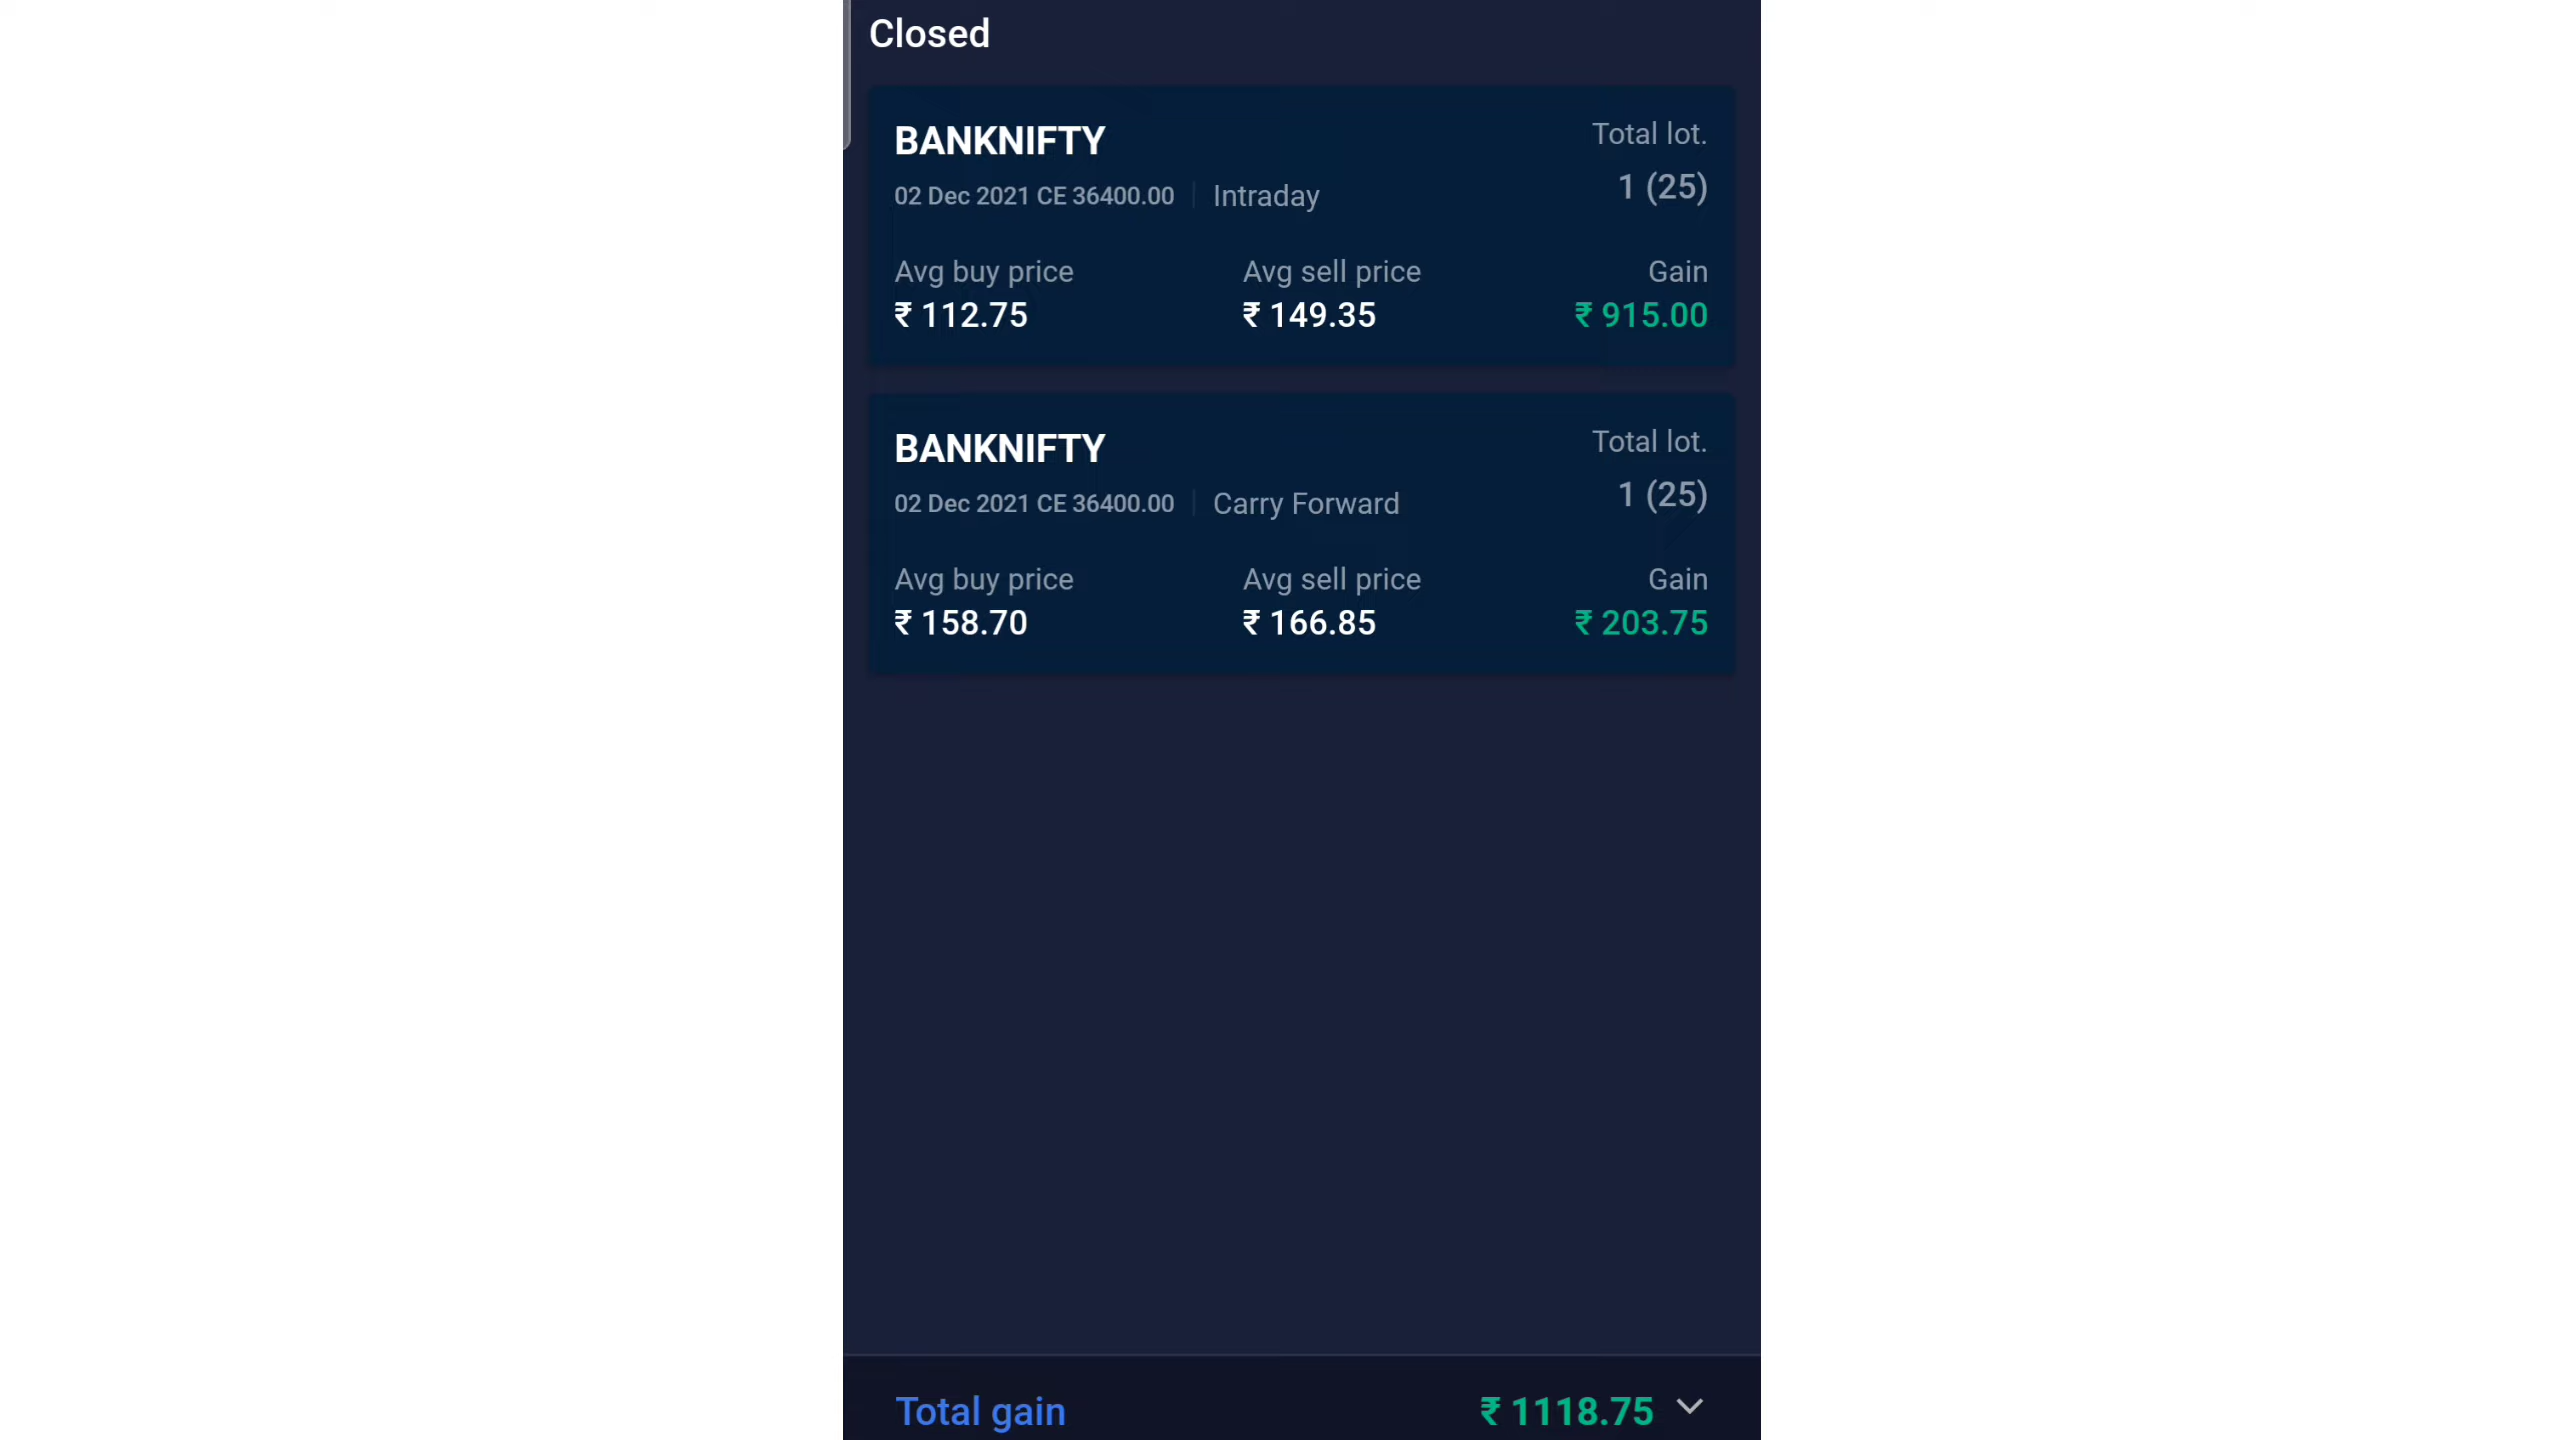 Closed
BANKNIFTY
Total lot.
02 Dec 2021 CE 36400.00 Intraday
1 (25)
Avg buy price Avg sell price Gain
₹ 112.75 ₹ 149.35 ₹ 915.00
BANKNIFTY
Total lot.
02 Dec 2021 CE 36400.00 Carry Forward
1 (25)
Avg buy price Avg sell price Gain
₹ 158.70 ₹ 166.85 ₹ 203.75
Total gain ₹ 1118.75